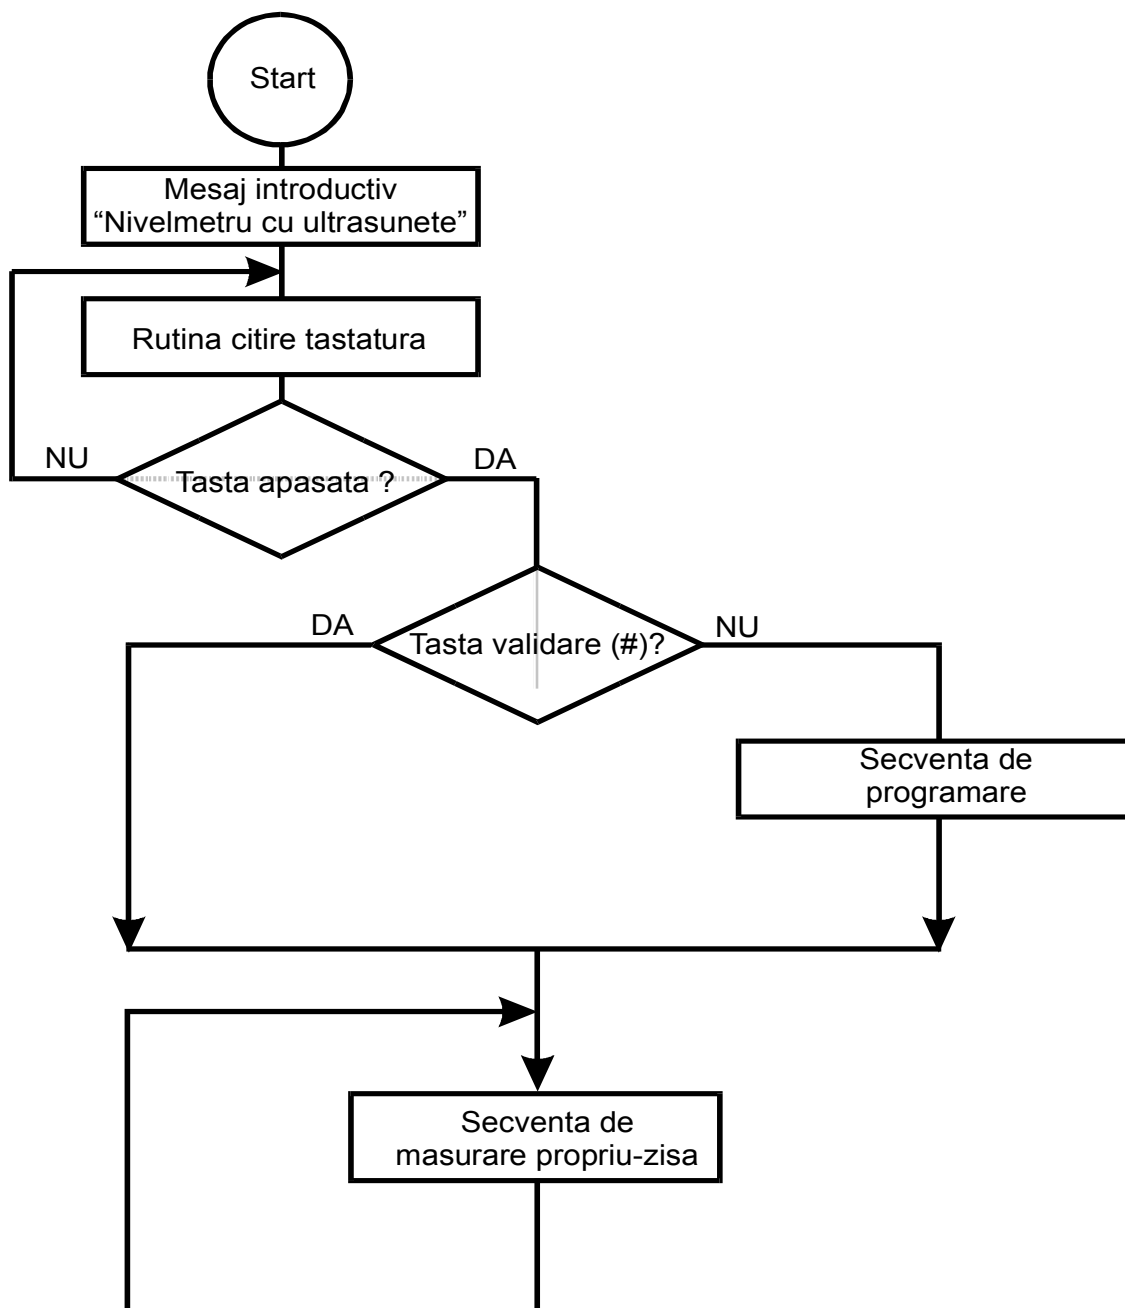 Start
Mesaj introductiv
“Nivelmetru cu ultrasunete”
Rutina citire tastatura
NU
DA
Tasta apasata ?
DA
NU
Tasta validare (#)?
Secventa de
programare
Secventa de
masurare propriu-zisa